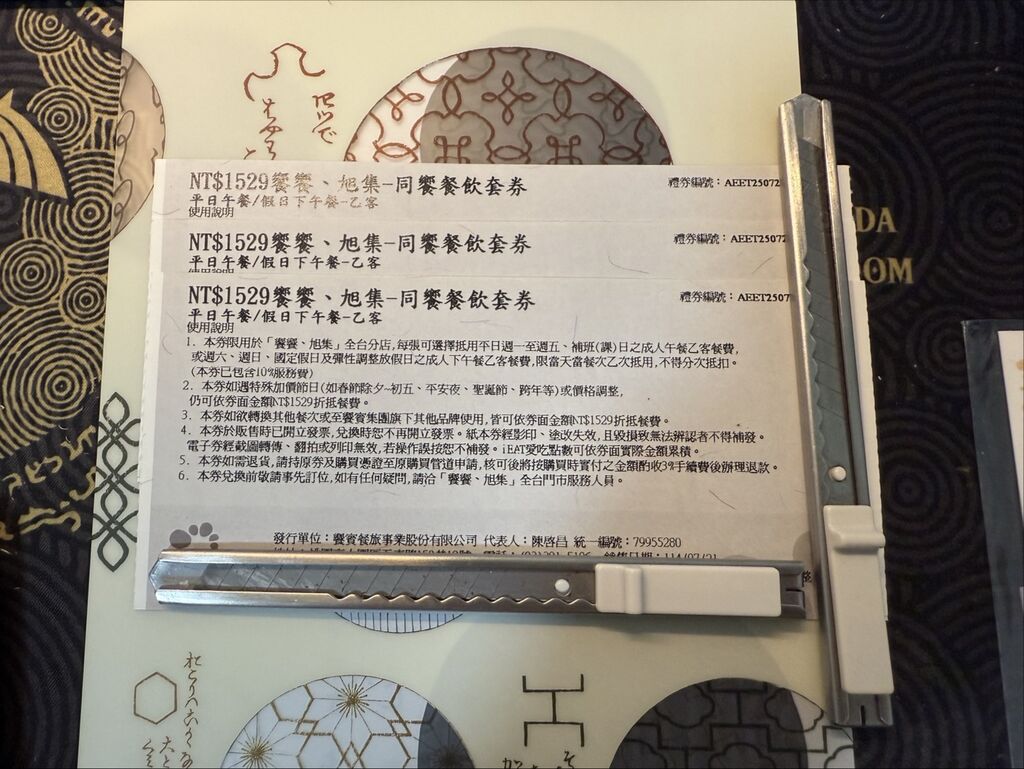 NT$1529饗饗、旭集-同饗餐飲套券
禮券編號：AEET25072
平日午餐/假日下午餐-乙客
使用說明
NT$1529饗饗、旭集-同饗餐飲套券
禮券編號：AEET2507
平日午餐/假日下午餐-乙客
NT$1529饗饗、旭集-同饗餐飲套券
禮券編號：AEET2507
平日午餐/假日下午餐-乙客
使用說明
1. 本券限用於「饗饗、旭集」全台分店,每張可選擇抵用平日週一至週五、補班(課)日之成人午餐乙客餐費,
或週六、週日、國定假日及彈性調整放假日之成人下午餐乙客餐費,限當天當餐次乙次抵用,不得分次抵扣。
(本券已包含10%服務費)
2. 本券如遇特殊加價節日(如春節除夕~初五、平安夜、聖誕節、跨年等)或價格調整,
仍可依券面金額NT$1529折抵餐費。
3. 本券如欲轉換其他餐次或至饗賓集團旗下其他品牌使用,皆可依券面金額NT$1529折抵餐費。
4. 本券於販售時已開立發票,兌換時恕不再開立發票。紙本券經影印、塗改失效,且毀損致無法辨認者不得補發。
電子券經截圖轉傳、翻拍或列印無效,若操作誤按恕不補發。iEAT愛吃點數可依券面實際金額累積。
5. 本券如需退貨,請持原券及購買憑證至原購買管道申請,核可後將按購買時實付之金額酌收3%手續費後辦理退款。
6. 本券兌換前敬請事先訂位,如有任何疑問,請洽「饗饗、旭集」全台門市服務人員。
發行單位：饗賓餐旅事業股份有限公司 代表人：陳啓昌 統一編號：79955280
DA
OM